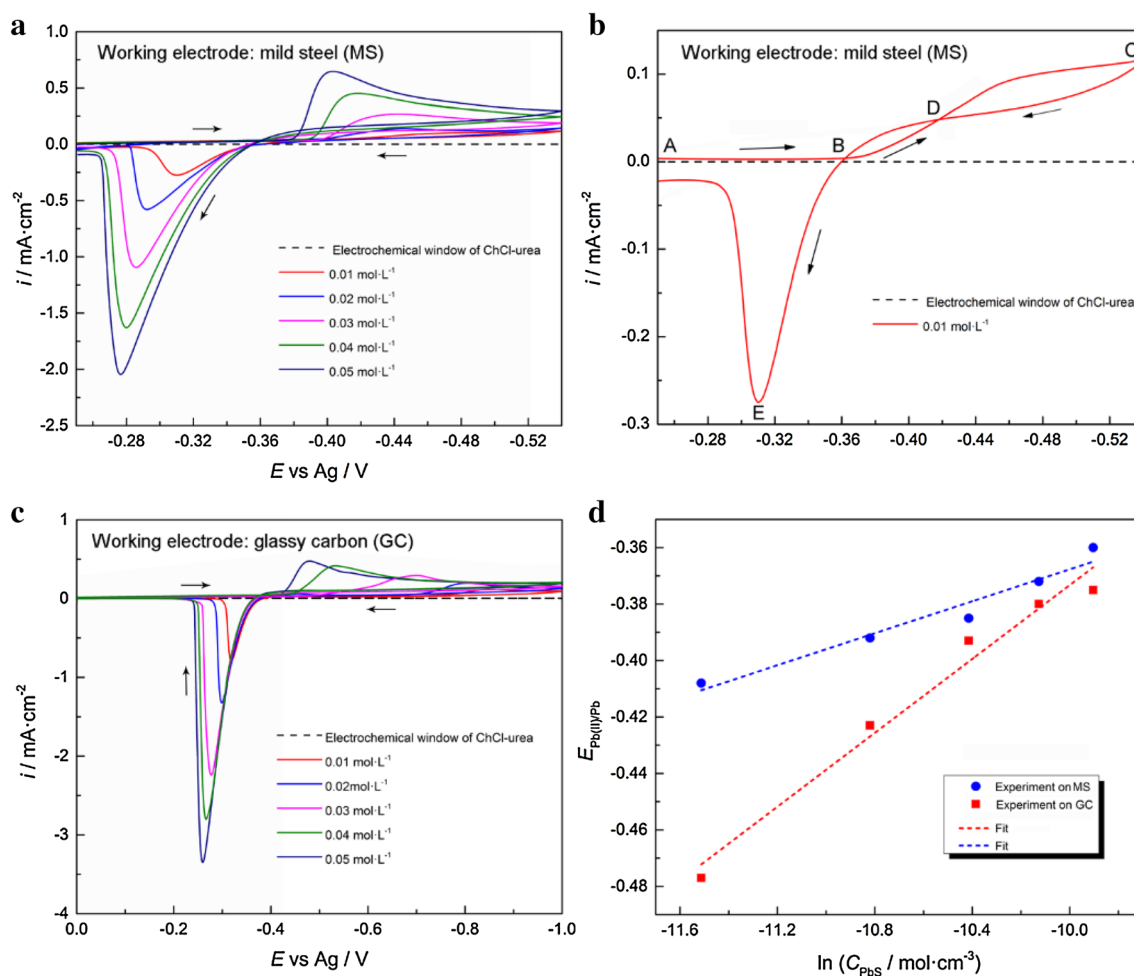 a
Working electrode: mild steel (MS)
i / mA·cm⁻²
1.0
0.5
0.0
-0.5
-1.0
-1.5
-2.0
-2.5
Electrochemical window of ChCl-urea
0.01 mol·L⁻¹
0.02 mol·L⁻¹
0.03 mol·L⁻¹
0.04 mol·L⁻¹
0.05 mol·L⁻¹
-0.28 -0.32 -0.36 -0.40 -0.44 -0.48 -0.52
E vs Ag / V
b
Working electrode: mild steel (MS)
i / mA·cm⁻²
0.1
0.0
-0.1
-0.2
-0.3
A
B
C
D
E
Electrochemical window of ChCl-urea
0.01 mol·L⁻¹
-0.28 -0.32 -0.36 -0.40 -0.44 -0.48 -0.52
E vs Ag / V
c
Working electrode: glassy carbon (GC)
i / mA·cm⁻²
1
0
-1
-2
-3
-4
Electrochemical window of ChCl-urea
0.01 mol·L⁻¹
0.02mol·L⁻¹
0.03 mol·L⁻¹
0.04 mol·L⁻¹
0.05 mol·L⁻¹
0.0 -0.2 -0.4 -0.6 -0.8 -1.0
E vs Ag / V
d
E Pb(II)/Pb
-0.36
-0.38
-0.40
-0.42
-0.44
-0.46
-0.48
Experiment on MS
Experiment on GC
Fit
Fit
-11.6 -11.2 -10.8 -10.4 -10.0
ln (C PbS / mol·cm⁻³)